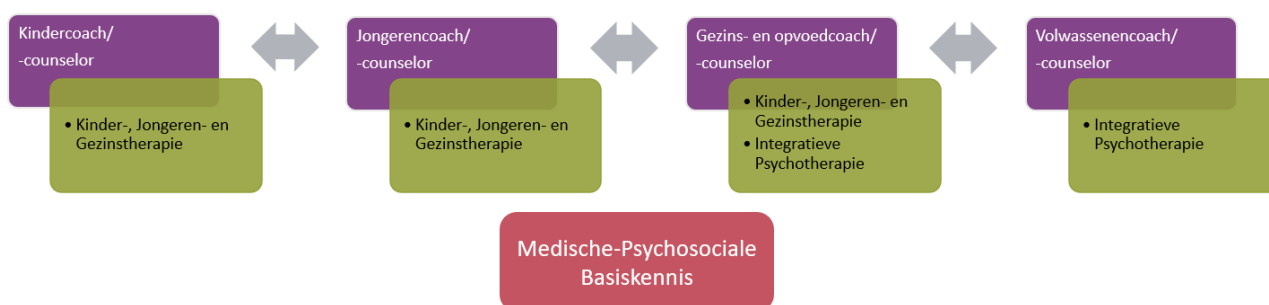 Kindercoach/
-counselor
• Kinder-, Jongeren- en
Gezinstherapie
Jongerencoach/
-counselor
• Kinder-, Jongeren- en
Gezinstherapie
Gezins- en opvoedcoach/
-counselor
• Kinder-, Jongeren- en
Gezinstherapie
• Integratieve
Psychotherapie
Volwassenencoach/
-counselor
• Integratieve
Psychotherapie
Medische-Psychosociale
Basiskennis